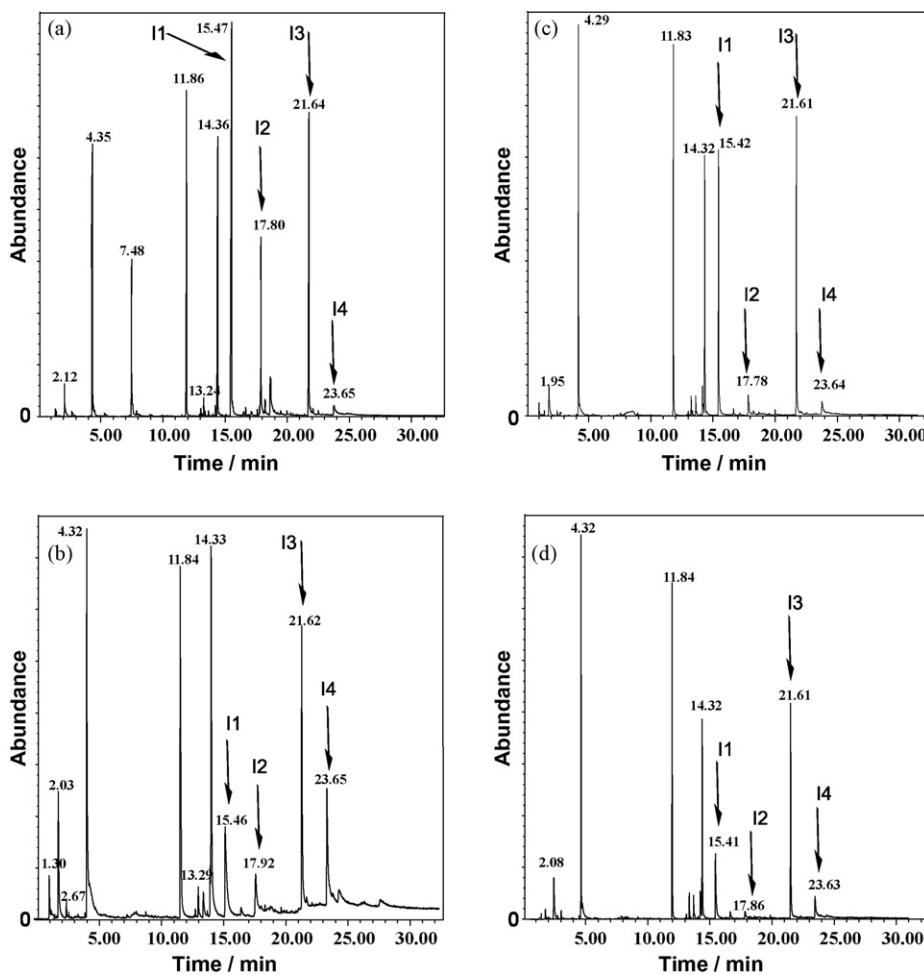 (a)
I1
15.47
I3
11.86
21.64
14.36
I2
4.35
17.80
7.48
I4
2.12
13.24
23.65
Abundance
5.00 10.00 15.00 20.00 25.00 30.00
Time / min
(c)
4.29
11.83
I1
I3
21.61
14.32
15.42
I2
I4
1.95
17.78
23.64
Abundance
5.00 10.00 15.00 20.00 25.00 30.00
Time / min
(b)
4.32
11.84
14.33
I3
21.62
I4
I1
I2
2.03
15.46
23.65
1.30
17.92
13.29
2.67
0
Abundance
5.00 10.00 15.00 20.00 25.00 30.00
Time / min
(d)
4.32
11.84
I3
21.61
14.32
I1
I2
I4
15.41
2.08
23.63
17.86
0
Abundance
5.00 10.00 15.00 20.00 25.00 30.00
Time / min